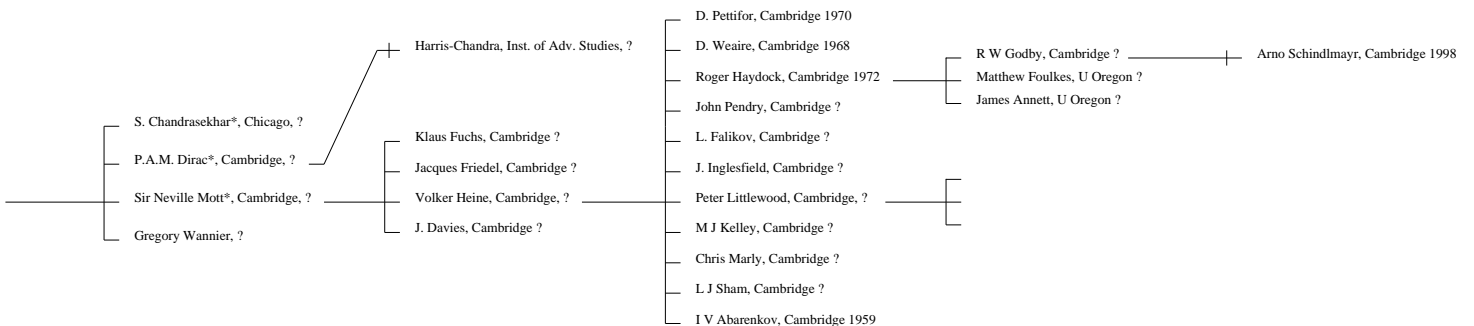 S. Chandrasekhar*, Chicago, ?
P.A.M. Dirac*, Cambridge, ?
Sir Neville Mott*, Cambridge, ?
Gregory Wannier, ?
Harris-Chandra, Inst. of Adv. Studies, ?
Klaus Fuchs, Cambridge ?
Jacques Friedel, Cambridge ?
Volker Heine, Cambridge, ?
J. Davies, Cambridge ?
D. Pettifor, Cambridge 1970
D. Weaire, Cambridge 1968
Roger Haydock, Cambridge 1972
John Pendry, Cambridge ?
L. Falikov, Cambridge ?
J. Inglesfield, Cambridge ?
Peter Littlewood, Cambridge, ?
M J Kelley, Cambridge ?
Chris Marly, Cambridge ?
L J Sham, Cambridge ?
I V Abarenkov, Cambridge 1959
R W Godby, Cambridge ?
Matthew Foulkes, U Oregon ?
James Annett, U Oregon ?
Arno Schindlmayr, Cambridge 1998